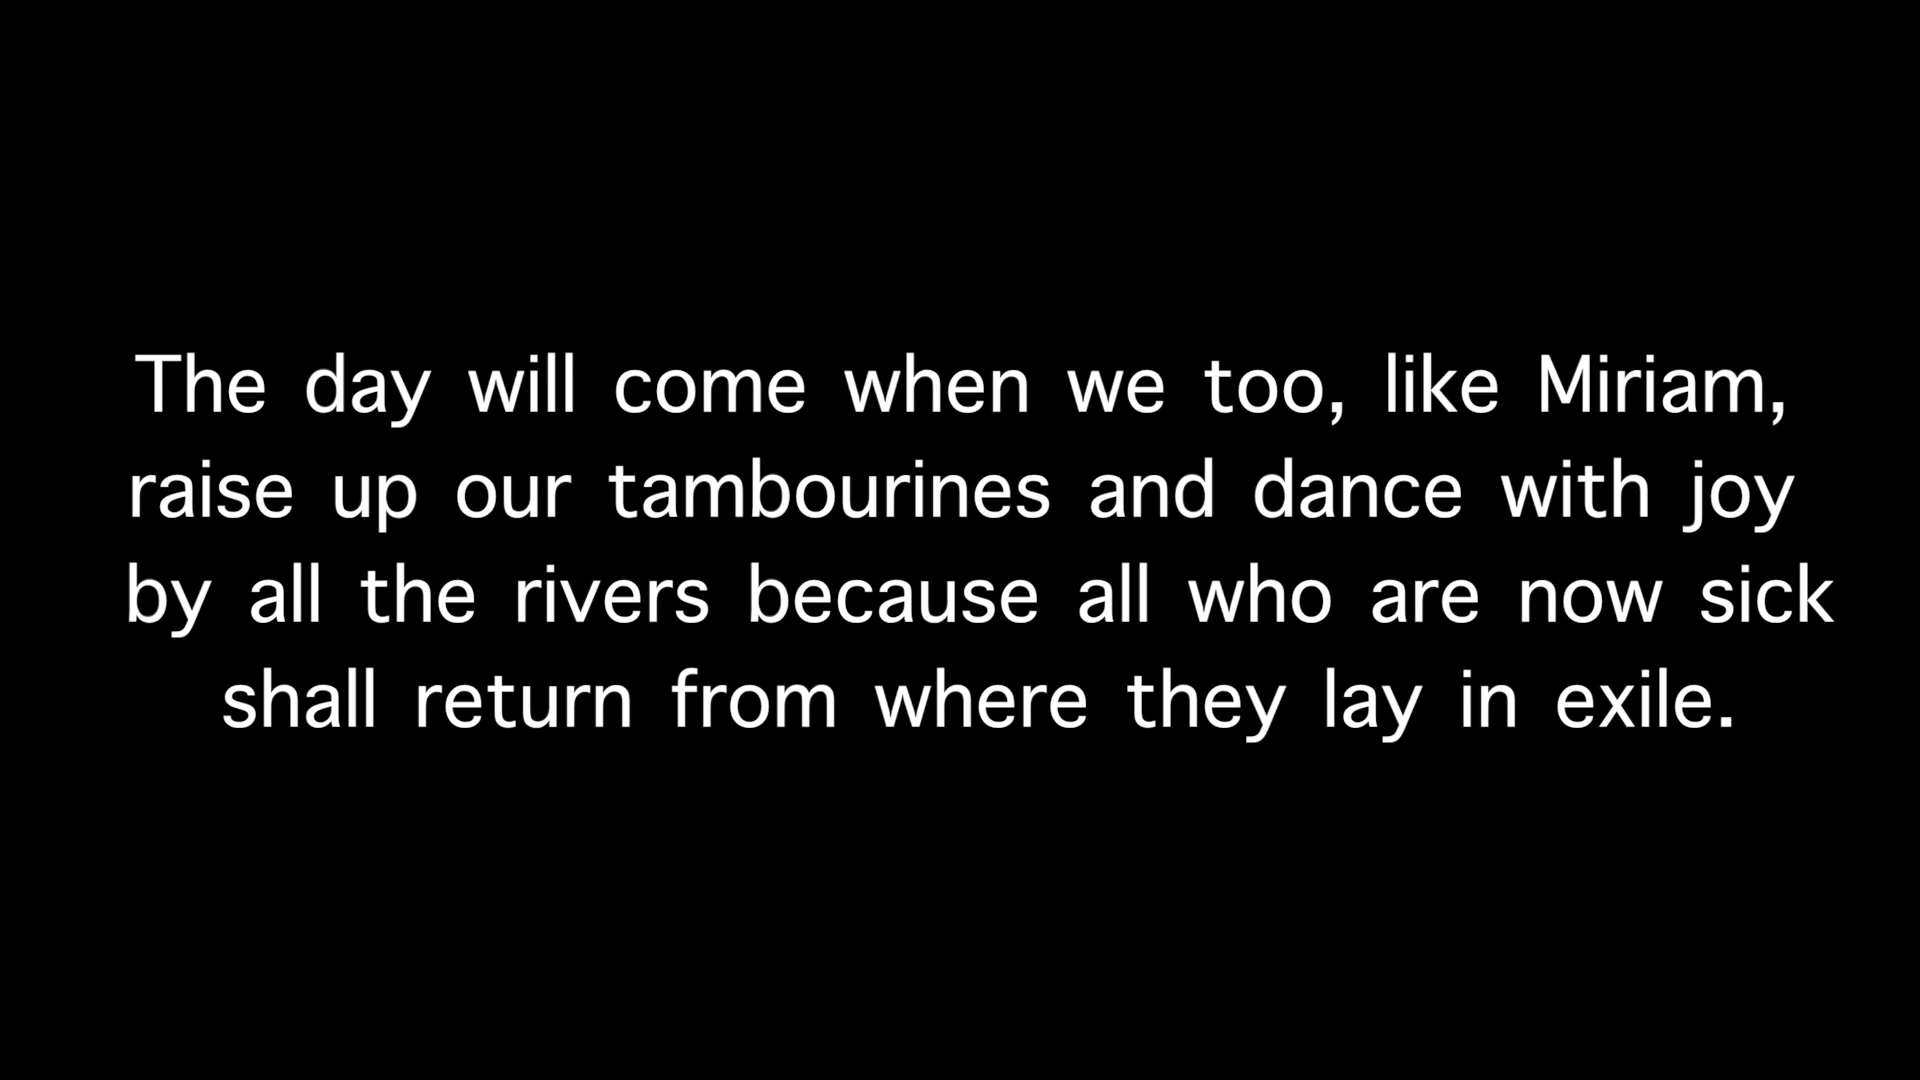 The day will come when we too, like Miriam,
raise up our tambourines and dance with joy
by all the rivers because all who are now sick
shall return from where they lay in exile.